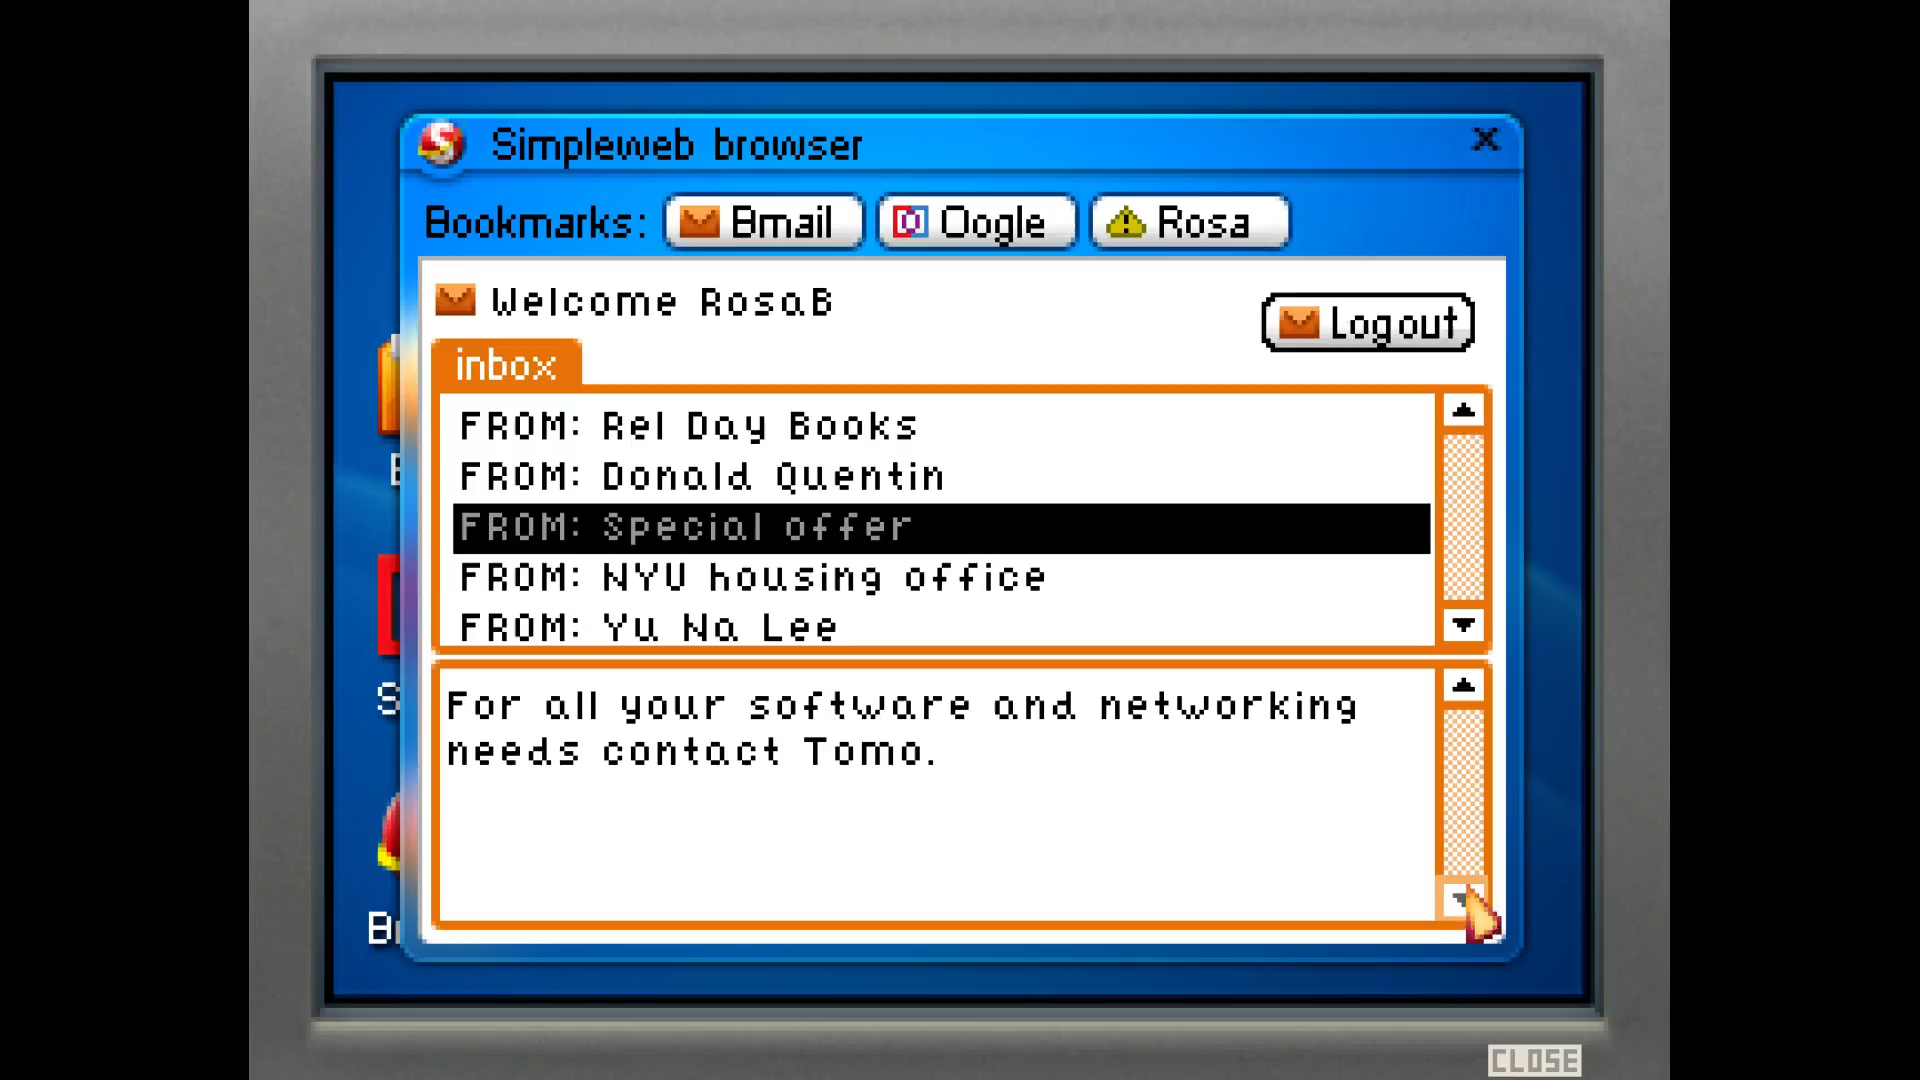 Simpleweb browser
Bookmarks: Bmail Oogle Rosa
Welcome RosaB
Logout
inbox
FROM: Rel Day Books
FROM: Donald Quentin
FROM: Special offer
FROM: NYU housing office
FROM: Yu Na Lee
For all your software and networking
needs contact Tomo.
CLOSE